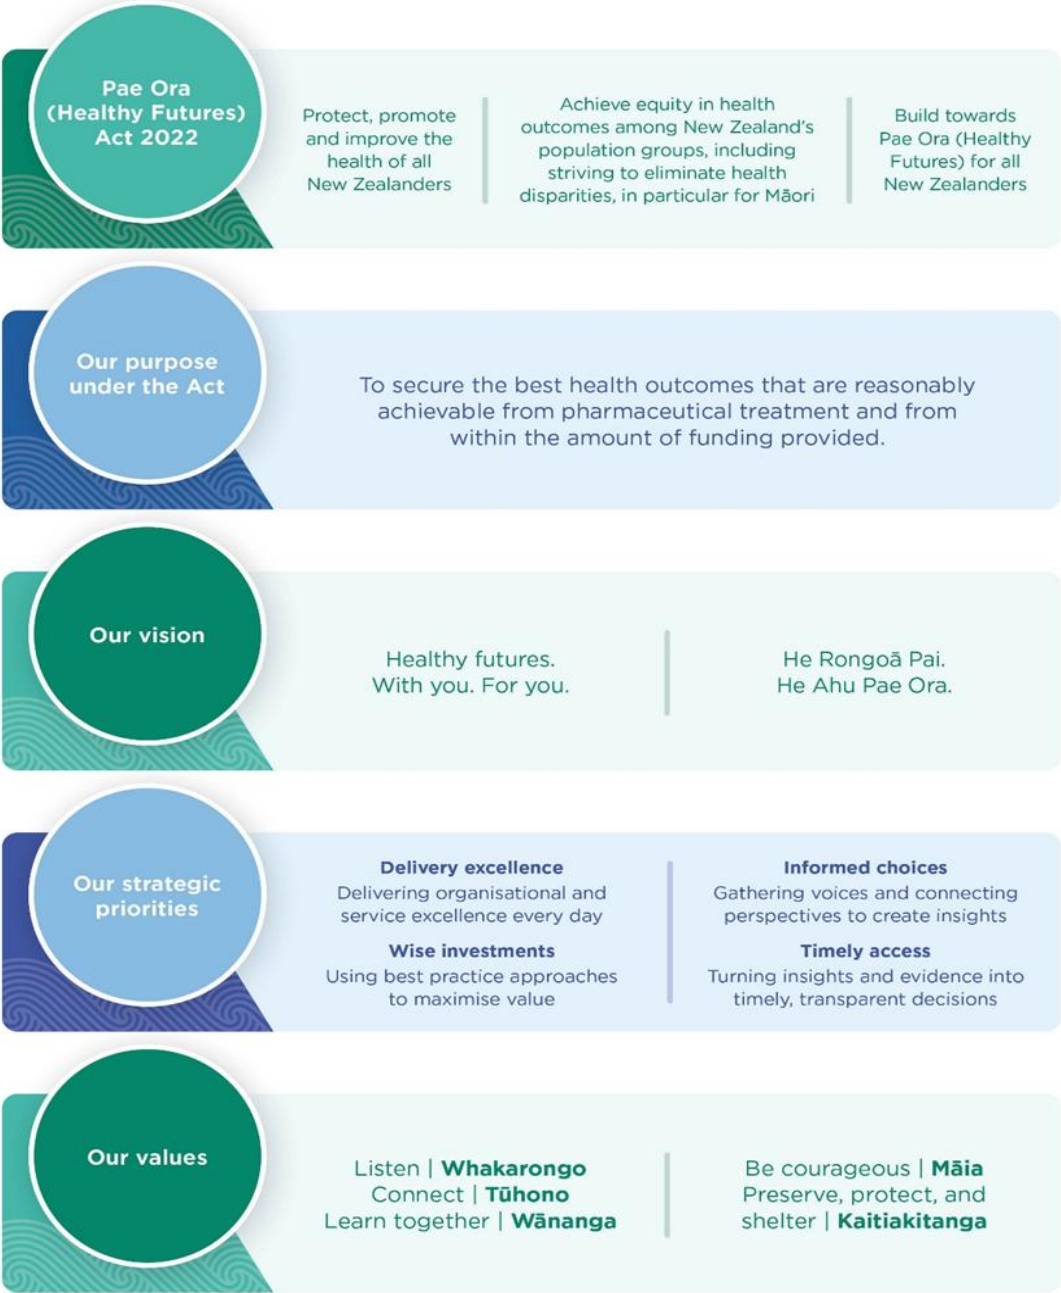 Pae Ora
(Healthy Futures)
Act 2022
Protect, promote
and improve the
health of all
New Zealanders
Achieve equity in health
outcomes among New Zealand's
population groups, including
striving to eliminate health
disparities, in particular for Māori
Build towards
Pae Ora (Healthy
Futures) for all
New Zealanders
Our purpose
under the Act
To secure the best health outcomes that are reasonably
achievable from pharmaceutical treatment and from
within the amount of funding provided.
Our vision
Healthy futures.
With you. For you.
He Rongoā Pai.
He Ahu Pae Ora.
Our strategic
priorities
Delivery excellence
Delivering organisational and
service excellence every day
Wise investments
Using best practice approaches
to maximise value
Informed choices
Gathering voices and connecting
perspectives to create insights
Timely access
Turning insights and evidence into
timely, transparent decisions
Our values
Listen | Whakarongo
Connect | Tūhono
Learn together | Wānanga
Be courageous | Māia
Preserve, protect, and
shelter | Kaitiakitanga